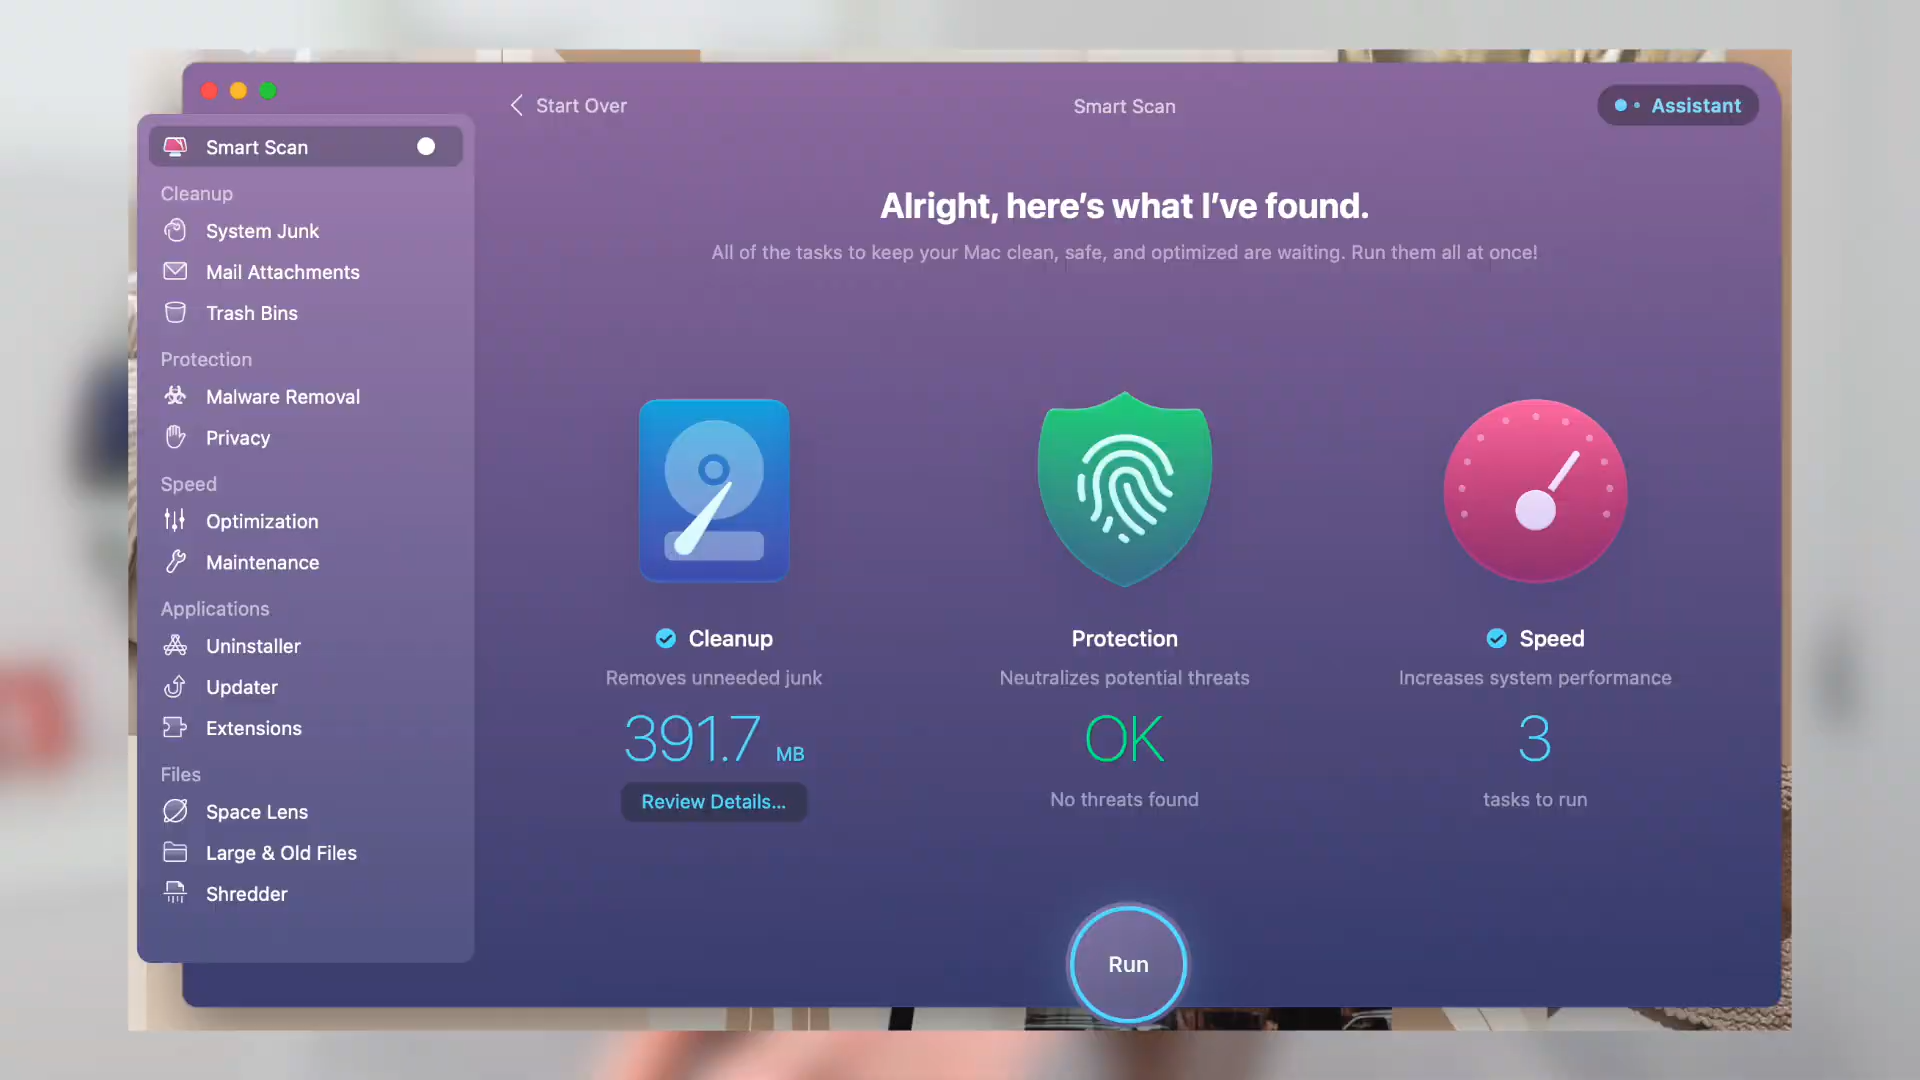 Start Over
Smart Scan
Assistant
Smart Scan
Cleanup
System Junk
Mail Attachments
Trash Bins
Protection
Malware Removal
Privacy
Speed
Optimization
Maintenance
Applications
Uninstaller
Updater
Extensions
Files
Space Lens
Large & Old Files
Shredder
Alright, here's what I've found.
All of the tasks to keep your Mac clean, safe, and optimized are waiting. Run them all at once!
Cleanup
Removes unneeded junk
391.7 MB
Review Details...
Protection
Neutralizes potential threats
OK
No threats found
Speed
Increases system performance
3
tasks to run
Run